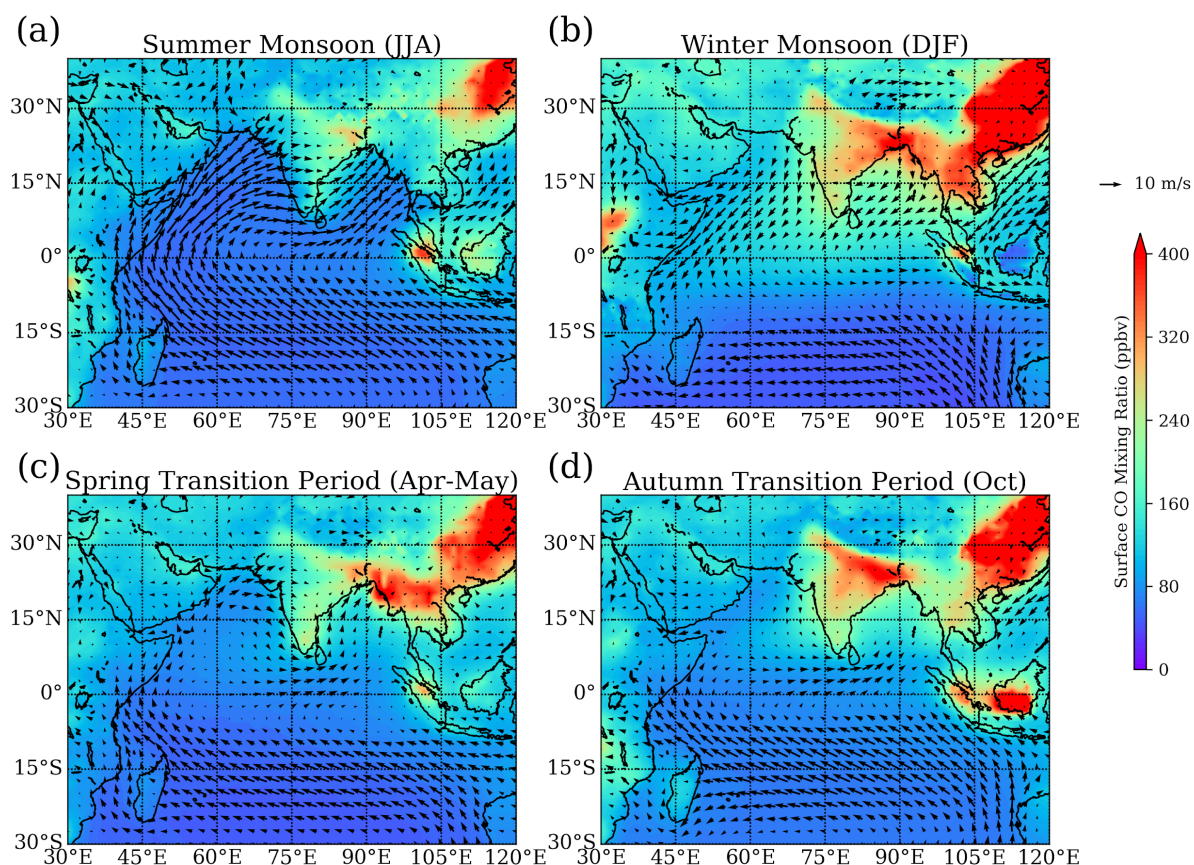 (a)
Summer Monsoon (JJA)
30°N
15°N
0°
15°S
30°S
30°E 45°E 60°E 75°E 90°E 105°E 120°E
(b)
Winter Monsoon (DJF)
30°N
15°N
0°
15°S
30°S
30°E 45°E 60°E 75°E 90°E 105°E 120°E
10 m/s
(c)
Spring Transition Period (Apr-May)
30°N
15°N
0°
15°S
30°S
30°E 45°E 60°E 75°E 90°E 105°E 120°E
(d)
Autumn Transition Period (Oct)
30°N
15°N
0°
15°S
30°S
30°E 45°E 60°E 75°E 90°E 105°E 120°E
400
320
240
160
80
0
Surface CO Mixing Ratio (ppbv)